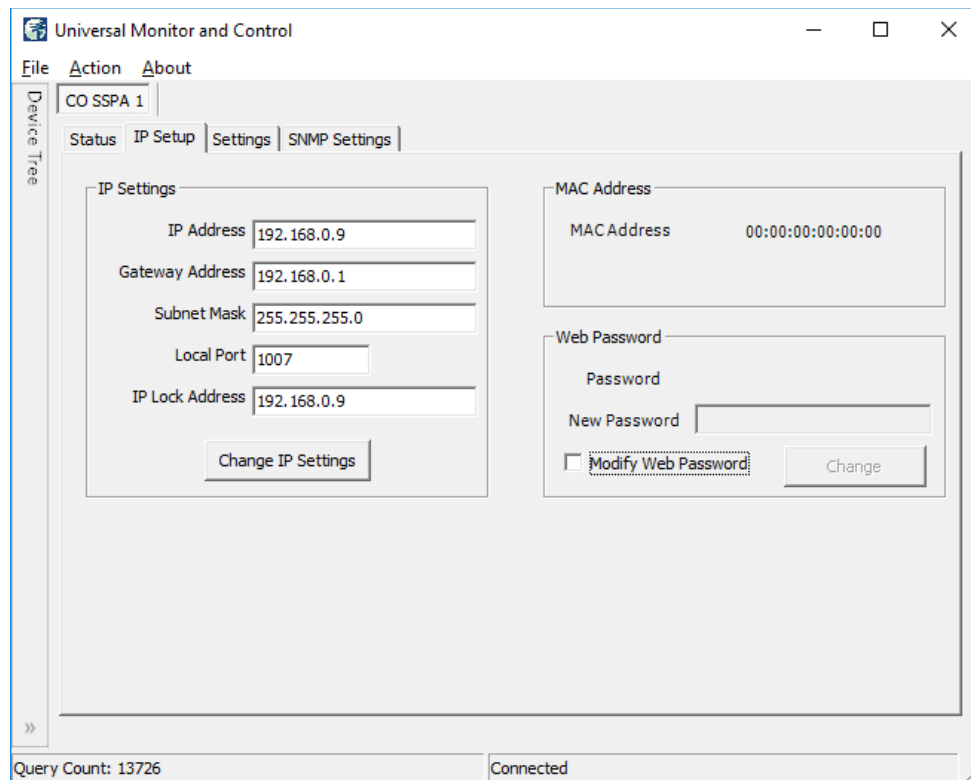 Universal Monitor and Control
File Action About
Device Tree
CO SSPA 1
Status IP Setup Settings SNMP Settings
IP Settings
IP Address 192.168.0.9
Gateway Address 192.168.0.1
Subnet Mask 255.255.255.0
Local Port 1007
IP Lock Address 192.168.0.9
Change IP Settings
MAC Address
MAC Address 00:00:00:00:00:00
Web Password
Password
New Password
Modify Web Password Change
»
Query Count: 13726 Connected